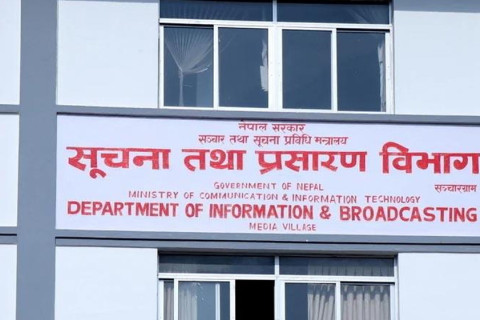 नेपाल सरकार
सञ्चार तथा सूचना प्रविधि मन्त्रालय
सूचना तथा प्रसारण विभाग
सञ्चारग्राम
GOVERNMENT OF NEPAL
MINISTRY OF COMMUNICATION & INFORMATION TECHNOLOGY
DEPARTMENT OF INFORMATION & BROADCASTING
MEDIA VILLAGE